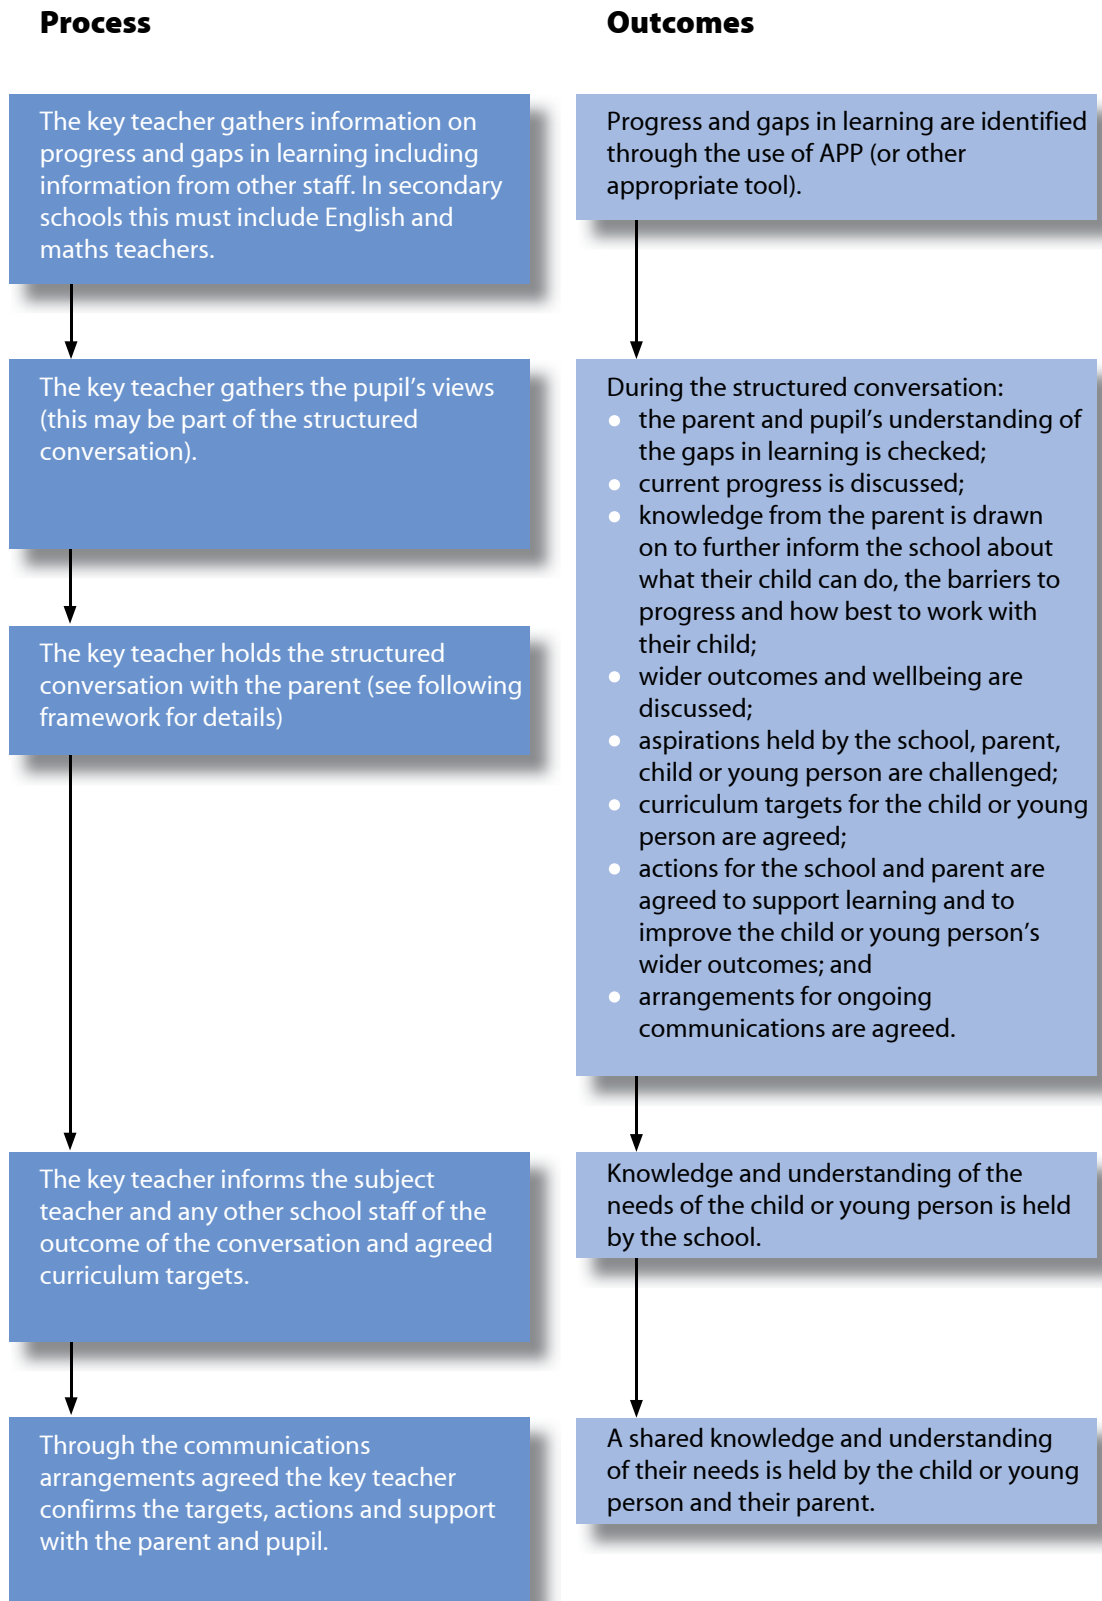 Process
The key teacher gathers information on
progress and gaps in learning including
information from other staff. In secondary
schools this must include English and
maths teachers.
The key teacher gathers the pupil’s views
(this may be part of the structured
conversation).
The key teacher holds the structured
conversation with the parent (see following
framework for details)
The key teacher informs the subject
teacher and any other school staff of the
outcome of the conversation and agreed
curriculum targets.
Through the communications
arrangements agreed the key teacher
confirms the targets, actions and support
with the parent and pupil.
Outcomes
Progress and gaps in learning are identified
through the use of APP (or other
appropriate tool).
During the structured conversation:
● the parent and pupil’s understanding of
the gaps in learning is checked;
● current progress is discussed;
● knowledge from the parent is drawn
on to further inform the school about
what their child can do, the barriers to
progress and how best to work with
their child;
● wider outcomes and wellbeing are
discussed;
● aspirations held by the school, parent,
child or young person are challenged;
● curriculum targets for the child or young
person are agreed;
● actions for the school and parent are
agreed to support learning and to
improve the child or young person’s
wider outcomes; and
● arrangements for ongoing
communications are agreed.
Knowledge and understanding of the
needs of the child or young person is held
by the school.
A shared knowledge and understanding
of their needs is held by the child or young
person and their parent.